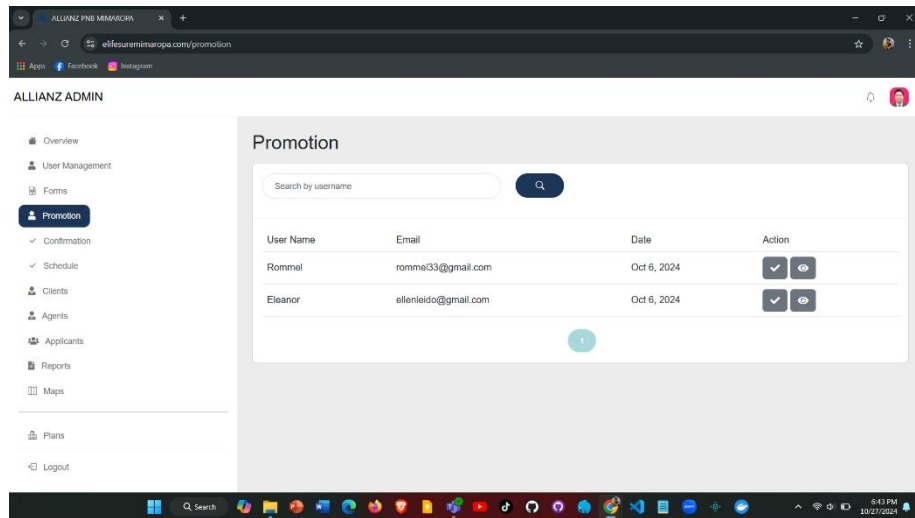 ALLIANZ PNB MIMAROPA
elifesuremimaropa.com/promotion
Apps Facebook Instagram
ALLIANZ ADMIN
Overview
User Management
Forms
Promotion
Confirmation
Schedule
Clients
Agents
Applicants
Reports
Maps
Plans
Logout
Promotion
Search by username
User Name Email Date Action
Rommel rommel33@gmail.com Oct 6, 2024
Eleanor ellenleido@gmail.com Oct 6, 2024
1
Search
6:43 PM
10/27/2024